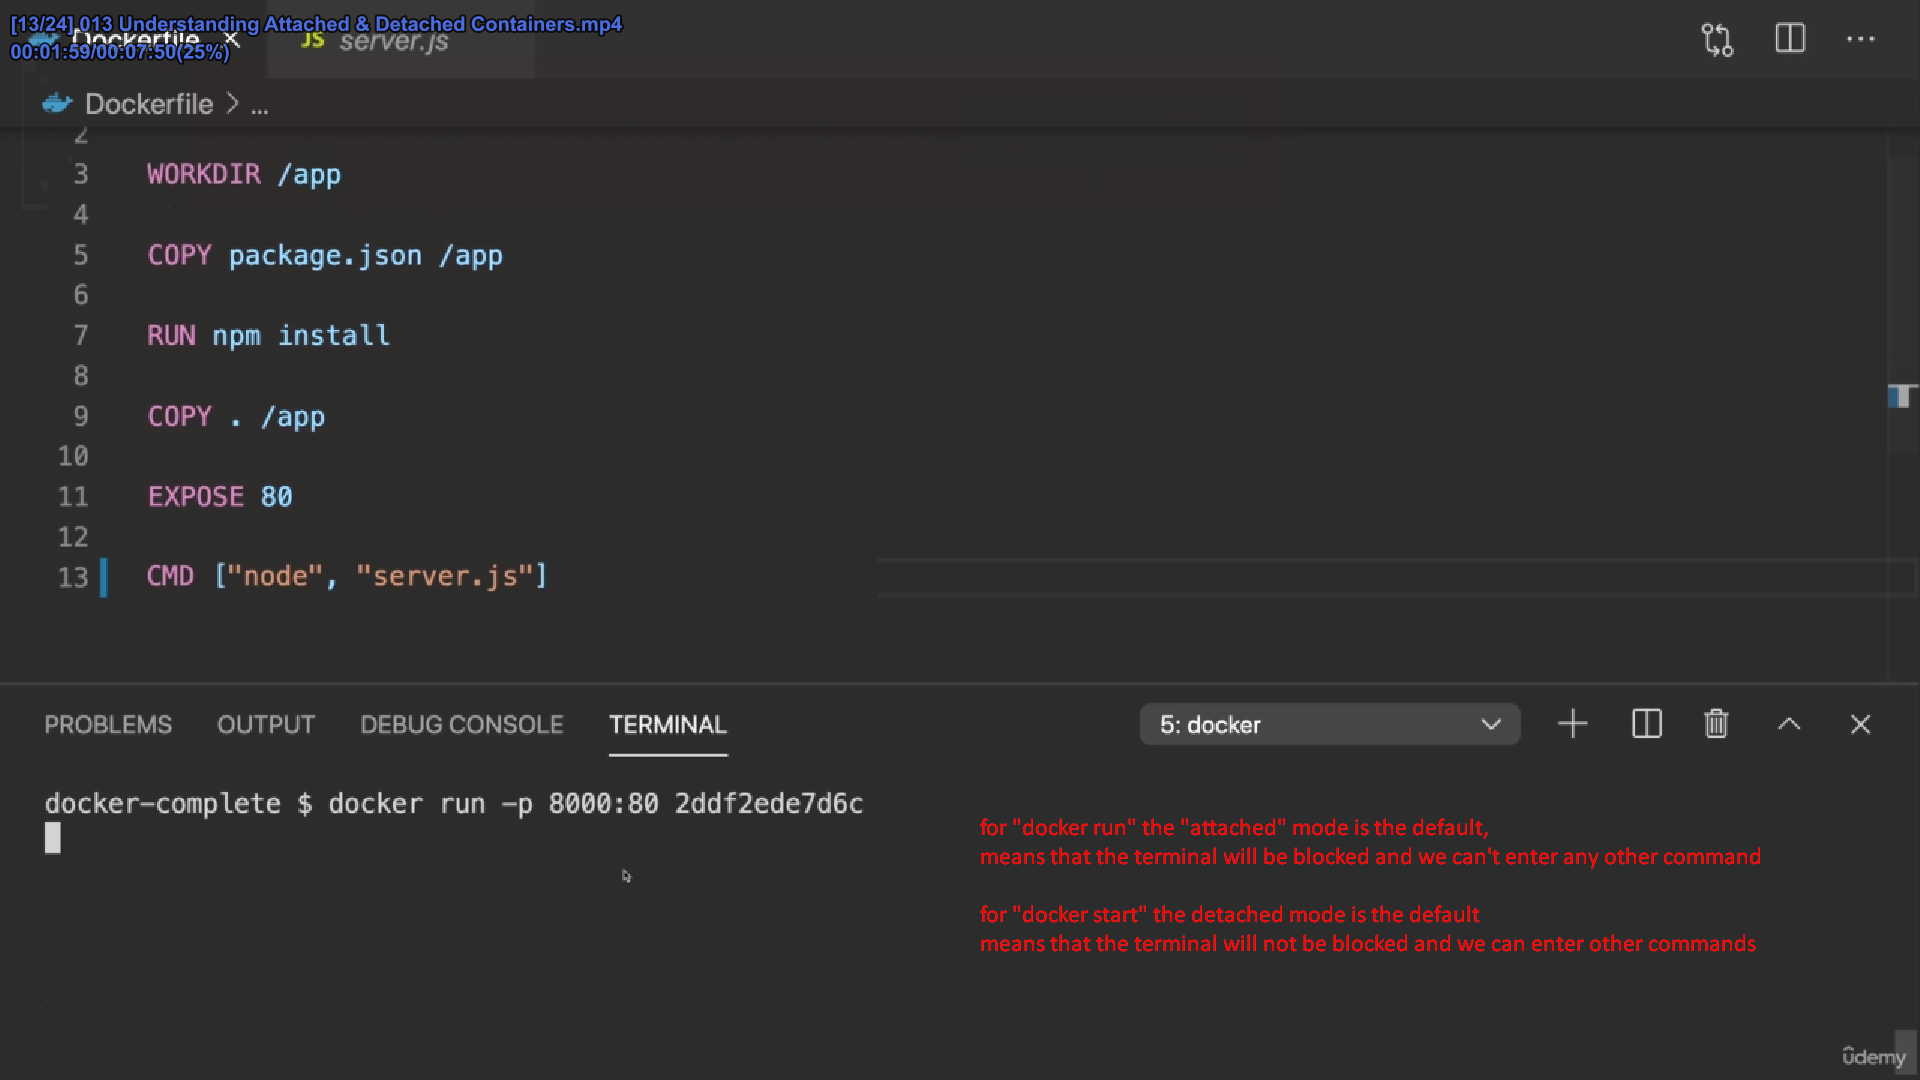 [13/24] 013 Understanding Attached & Detached Containers.mp4
00:01:59/00:07:50(25%)
Dockerfile
JS server.js
Dockerfile > ...
2
3 WORKDIR /app
4
5 COPY package.json /app
6
7 RUN npm install
8
9 COPY . /app
10
11 EXPOSE 80
12
13 CMD ["node", "server.js"]
PROBLEMS OUTPUT DEBUG CONSOLE TERMINAL 5: docker
docker-complete $ docker run -p 8000:80 2ddf2ede7d6c
for "docker run" the "attached" mode is the default,
means that the terminal will be blocked and we can't enter any other command
for "docker start" the detached mode is the default
means that the terminal will not be blocked and we can enter other commands
ûdemy